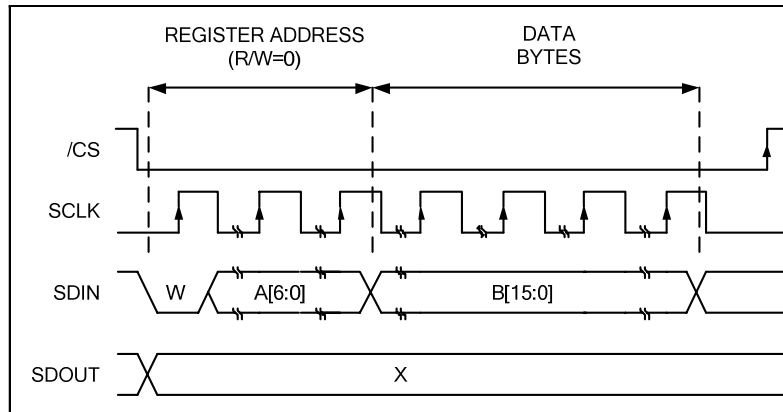 REGISTER ADDRESS
(R/W=0)
DATA
BYTES
/CS
SCLK
SDIN
W
A[6:0]
B[15:0]
SDOUT
X